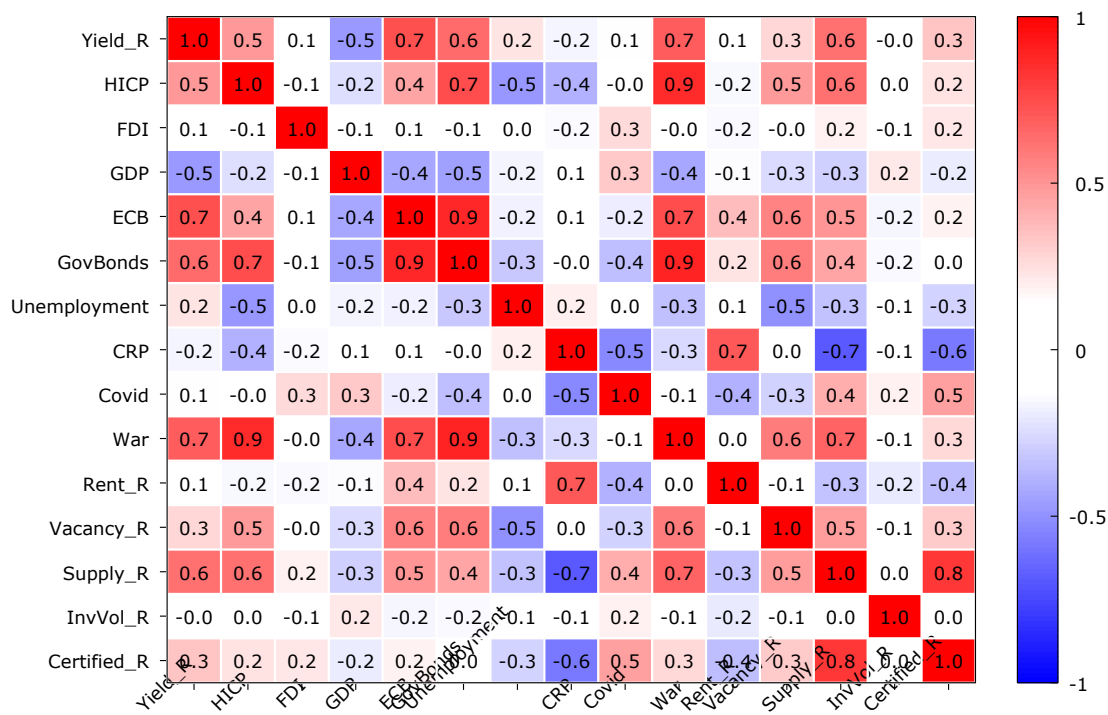 Yield_R 1.0 0.5 0.1 -0.5 0.7 0.6 0.2 -0.2 0.1 0.7 0.1 0.3 0.6 -0.0 0.3
HICP 0.5 1.0 -0.1 -0.2 0.4 0.7 -0.5 -0.4 -0.0 0.9 -0.2 0.5 0.6 0.0 0.2
FDI 0.1 -0.1 1.0 -0.1 0.1 -0.1 0.0 -0.2 0.3 -0.0 -0.2 -0.0 0.2 -0.1 0.2
GDP -0.5 -0.2 -0.1 1.0 -0.4 -0.5 -0.2 0.1 0.3 -0.4 -0.1 -0.3 -0.3 0.2 -0.2
ECB 0.7 0.4 0.1 -0.4 1.0 0.9 -0.2 0.1 -0.2 0.7 0.4 0.6 0.5 -0.2 0.2
GovBonds 0.6 0.7 -0.1 -0.5 0.9 1.0 -0.3 -0.0 -0.4 0.9 0.2 0.6 0.4 -0.2 0.0
Unemployment 0.2 -0.5 0.0 -0.2 -0.2 -0.3 1.0 0.2 0.0 -0.3 0.1 -0.5 -0.3 -0.1 -0.3
CRP -0.2 -0.4 -0.2 0.1 0.1 -0.0 0.2 1.0 -0.5 -0.3 0.7 0.0 -0.7 -0.1 -0.6
Covid 0.1 -0.0 0.3 0.3 -0.2 -0.4 0.0 -0.5 1.0 -0.1 -0.4 -0.3 0.4 0.2 0.5
War 0.7 0.9 -0.0 -0.4 0.7 0.9 -0.3 -0.3 -0.1 1.0 0.0 0.6 0.7 -0.1 0.3
Rent_R 0.1 -0.2 -0.2 -0.1 0.4 0.2 0.1 0.7 -0.4 0.0 1.0 -0.1 -0.3 -0.2 -0.4
Vacancy_R 0.3 0.5 -0.0 -0.3 0.6 0.6 -0.5 0.0 -0.3 0.6 -0.1 1.0 0.5 -0.1 0.3
Supply_R 0.6 0.6 0.2 -0.3 0.5 0.4 -0.3 -0.7 0.4 0.7 -0.3 0.5 1.0 0.0 0.8
InvVol_R -0.0 0.0 -0.1 0.2 -0.2 -0.2 -0.1 -0.1 0.2 -0.1 -0.2 -0.1 0.0 1.0 0.0
Certified_R 0.3 0.2 0.2 -0.2 0.2 0.0 -0.3 -0.6 0.5 0.3 -0.4 0.3 0.8 0.0 1.0
Yield_R HICP FDI GDP ECB GovBonds Unemployment CRP Covid War Rent_R Vacancy_R Supply_R InvVol_R Certified_R
1
0.5
0
-0.5
-1